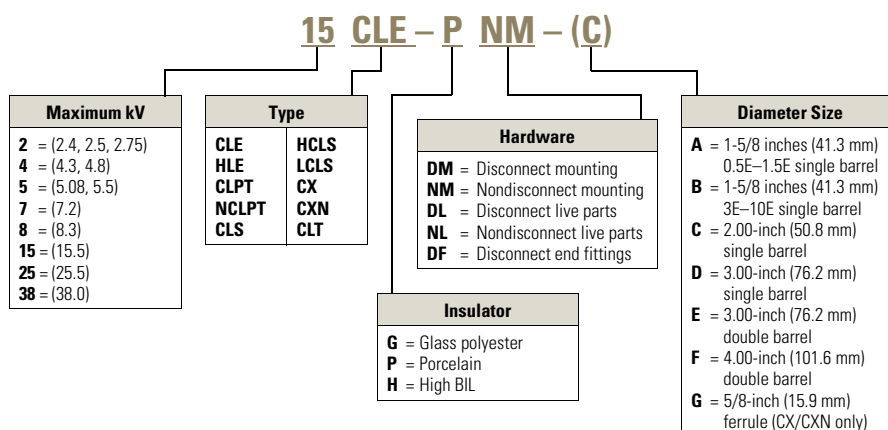 15 CLE – P NM – (C)
Maximum kV
2 = (2.4, 2.5, 2.75)
4 = (4.3, 4.8)
5 = (5.08, 5.5)
7 = (7.2)
8 = (8.3)
15 = (15.5)
25 = (25.5)
38 = (38.0)
Type
CLE HCLS
HLE LCLS
CLPT CX
NCLPT CXN
CLS CLT
Insulator
G = Glass polyester
P = Porcelain
H = High BIL
Hardware
DM = Disconnect mounting
NM = Nondisconnect mounting
DL = Disconnect live parts
NL = Nondisconnect live parts
DF = Disconnect end fittings
Diameter Size
A = 1-5/8 inches (41.3 mm)
0.5E–1.5E single barrel
B = 1-5/8 inches (41.3 mm)
3E–10E single barrel
C = 2.00-inch (50.8 mm)
single barrel
D = 3.00-inch (76.2 mm)
single barrel
E = 3.00-inch (76.2 mm)
double barrel
F = 4.00-inch (101.6 mm)
double barrel
G = 5/8-inch (15.9 mm)
ferrule (CX/CXN only)